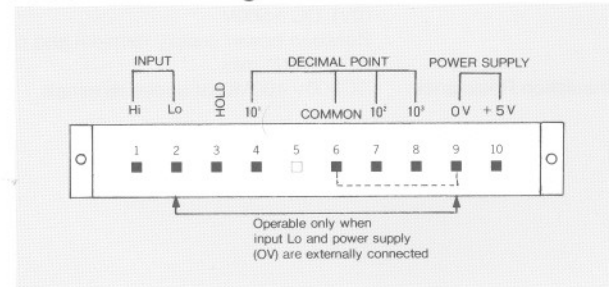 INPUT DECIMAL POINT POWER SUPPLY
Hi Lo HOLD 10¹ COMMON 10² 10³ 0V +5V
1 2 3 4 5 6 7 8 9 10
Operable only when
input Lo and power supply
(OV) are externally connected